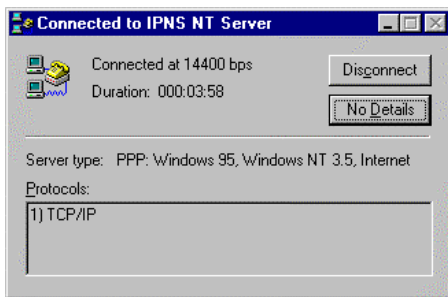 Connected to IPNS NT Server
Connected at 14400 bps
Disconnect
Duration: 000:03:58
No Details
Server type: PPP: Windows 95, Windows NT 3.5, Internet
Protocols:
1) TCP/IP